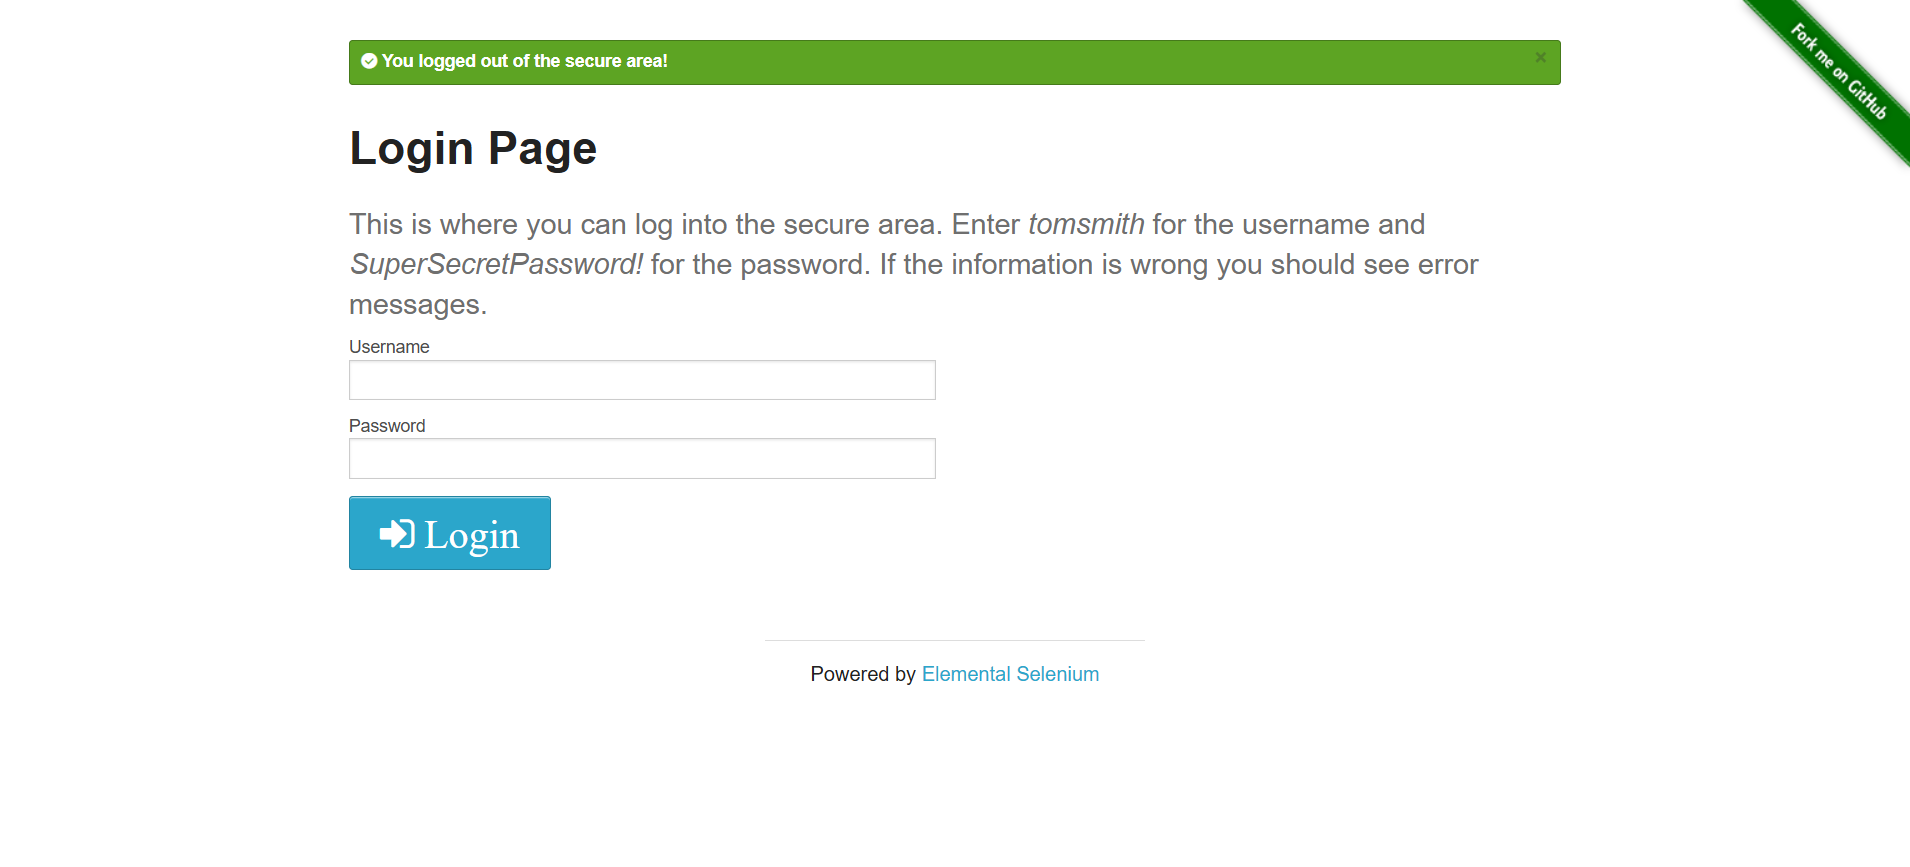 You logged out of the secure area!
×
Fork me on GitHub
Login Page
This is where you can log into the secure area. Enter tomsmith for the username and
SuperSecretPassword! for the password. If the information is wrong you should see error
messages.
Username
Password
Login
Powered by Elemental Selenium